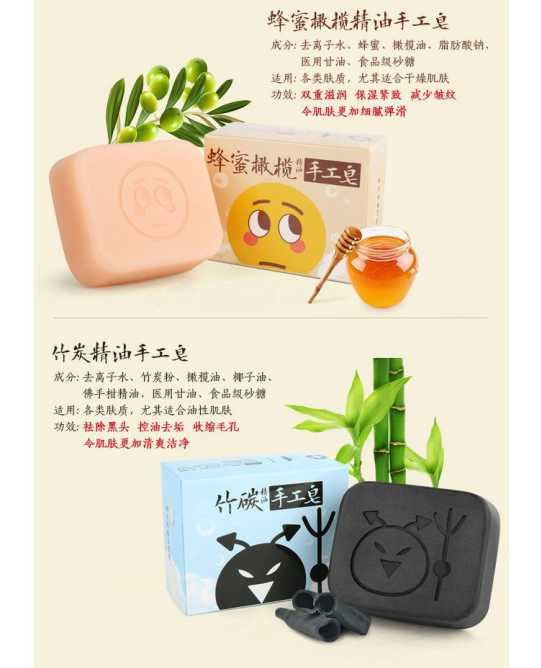 蜂蜜橄榄精油手工皂
成分: 去离子水、蜂蜜、橄榄油、脂肪酸钠、
医用甘油、食品级砂糖
适用: 各类肤质，尤其适合干燥肌肤
功效: 双重滋润 保湿紧致 减少皱纹
令肌肤更加细腻弹滑
蜂蜜橄榄精油手工皂
竹炭精油手工皂
成分: 去离子水、竹炭粉、橄榄油、椰子油、
佛手柑精油、医用甘油、食品级砂糖
适用: 各类肤质，尤其适合油性肌肤
功效: 祛除黑头 控油去垢 收缩毛孔
令肌肤更加清爽洁净
竹碳精油手工皂